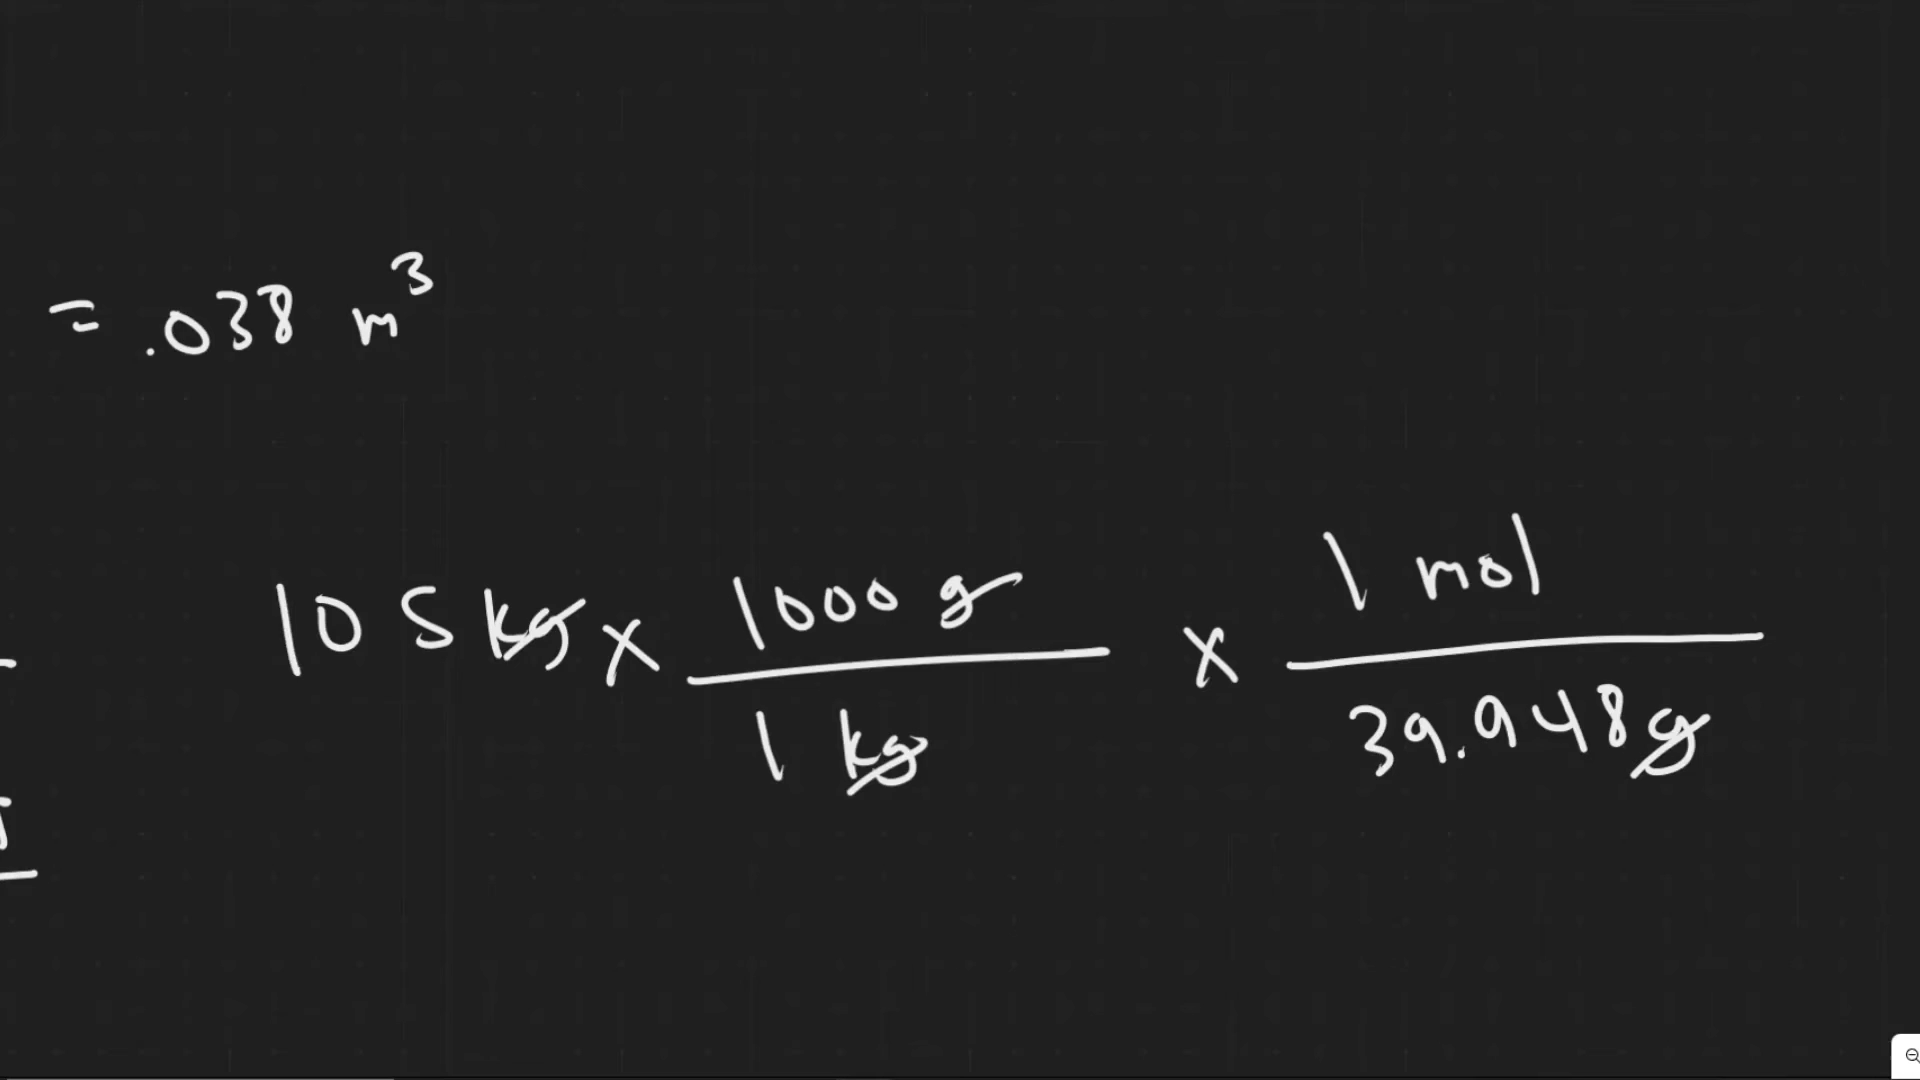 = .038 m³
105 kg x 1000 g / 1 kg x 1 mol / 39.948 g